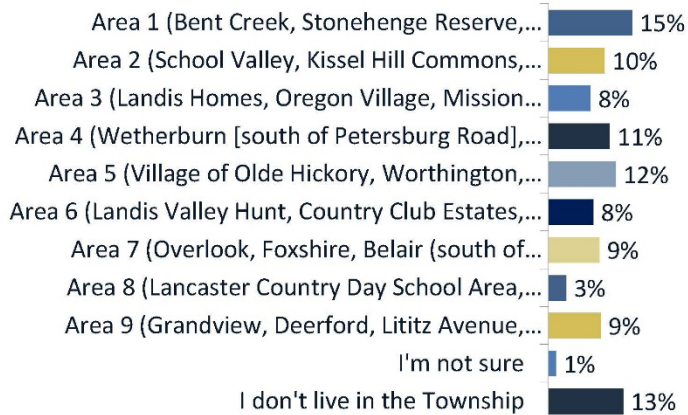 Area 1 (Bent Creek, Stonehenge Reserve,... 15%
Area 2 (School Valley, Kissel Hill Commons,... 10%
Area 3 (Landis Homes, Oregon Village, Mission 8%
Area 4 (Wetherburn [south of Petersburg Road],... 11%
Area 5 (Village of Olde Hickory, Worthington,... 12%
Area 6 (Landis Valley Hunt, Country Club Estates,... 8%
Area 7 (Overlook, Foxshire, Belair (south of... 9%
Area 8 (Lancaster Country Day School Area,... 3%
Area 9 (Grandview, Deerford, Lititz Avenue,... 9%
I'm not sure 1%
I don't live in the Township 13%